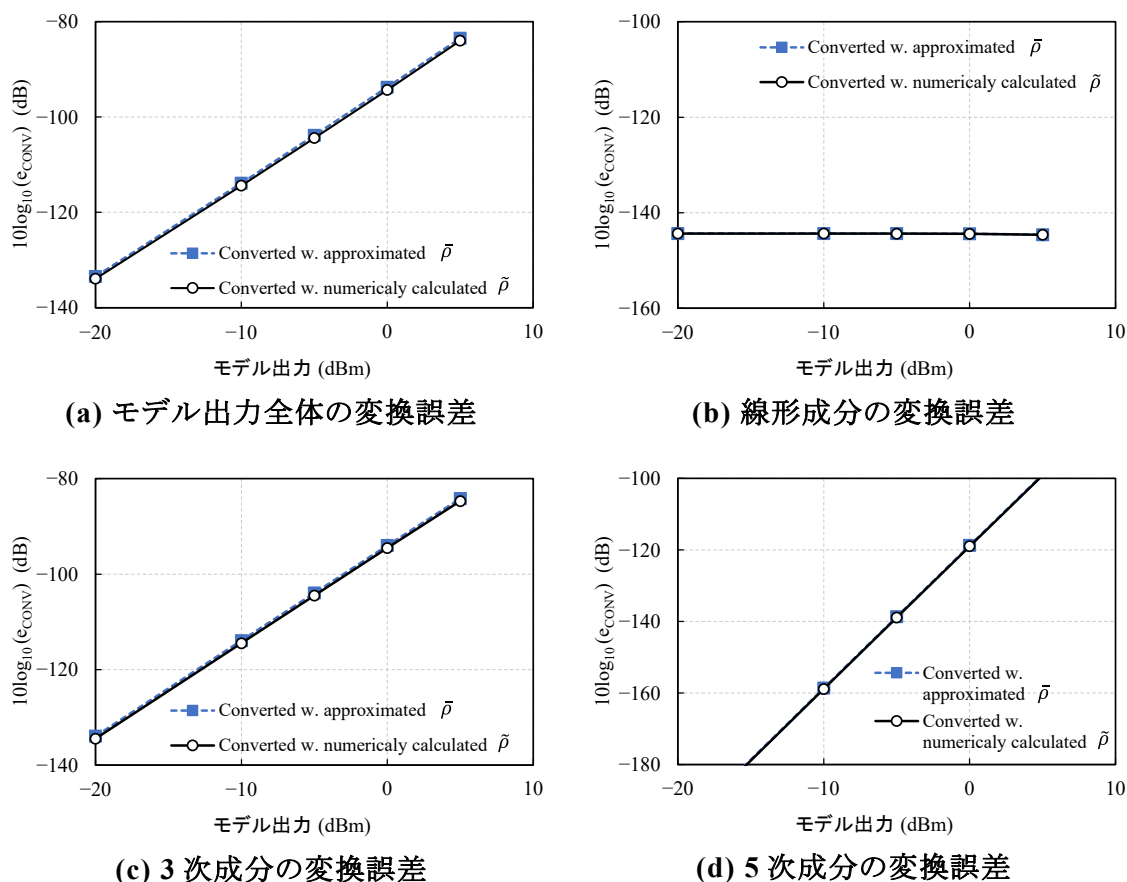 −80
−100
−120
−140
10log₁₀(e_CONV) (dB)
Converted w. approximated ρ̄
Converted w. numericaly calculated ρ̃
−20 −10 0 10
モデル出力 (dBm)
(a) モデル出力全体の変換誤差
−100
−120
−140
−160
10log₁₀(e_CONV) (dB)
Converted w. approximated ρ̄
Converted w. numericaly calculated ρ̃
−20 −10 0 10
モデル出力 (dBm)
(b) 線形成分の変換誤差
−80
−100
−120
−140
10log₁₀(e_CONV) (dB)
Converted w. approximated ρ̄
Converted w. numericaly calculated ρ̃
−20 −10 0 10
モデル出力 (dBm)
(c) 3 次成分の変換誤差
−100
−120
−140
−160
−180
10log₁₀(e_CONV) (dB)
Converted w.
approximated ρ̄
Converted w.
numericaly calculated ρ̃
−20 −10 0 10
モデル出力 (dBm)
(d) 5 次成分の変換誤差